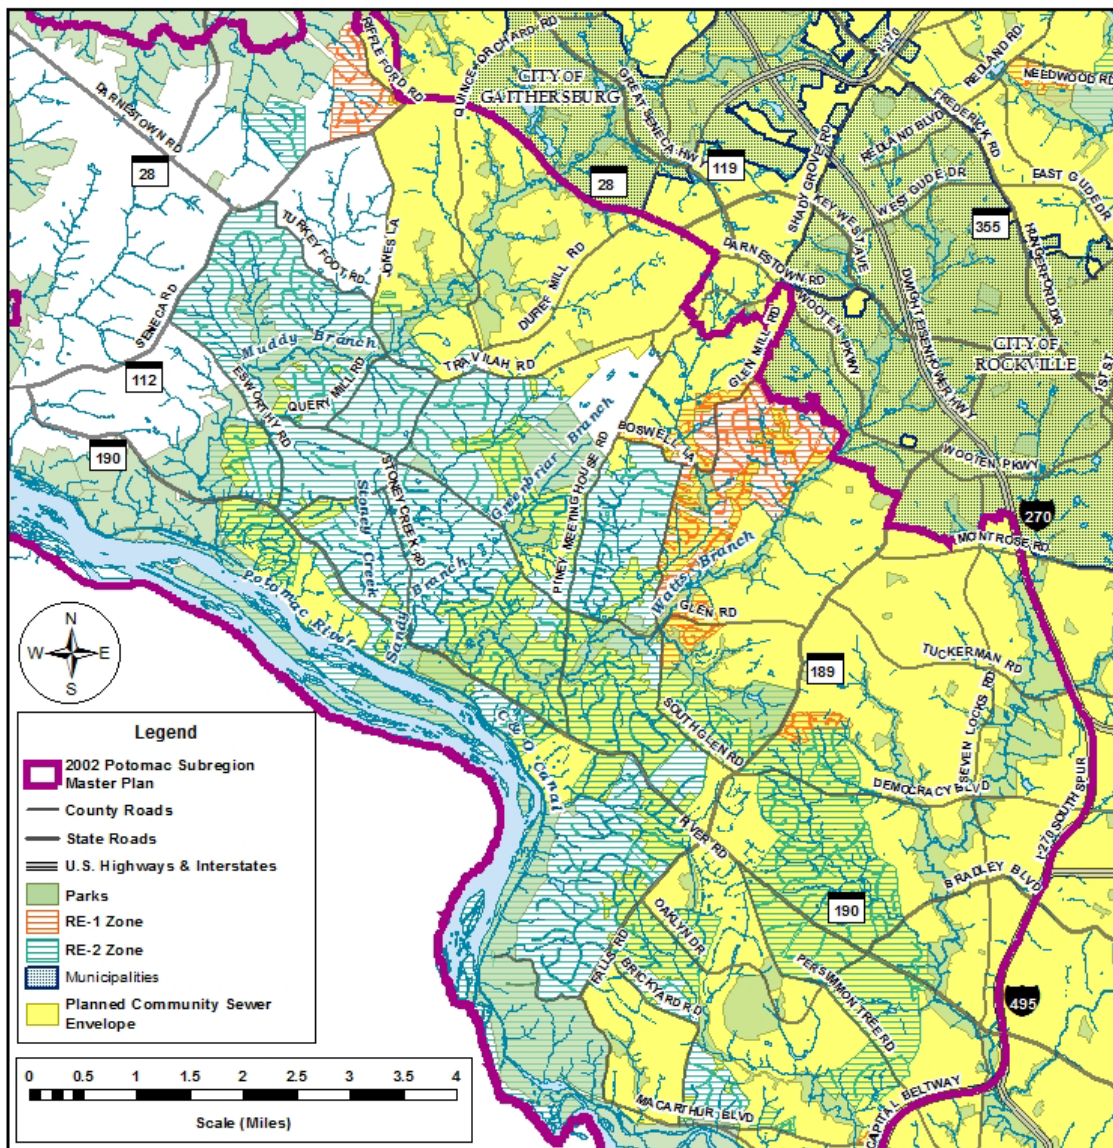 RIFFLEFORD RD
QUINCE ORCHARD RD
I-370
REDLAND RD
NEEDWOOD RD
CITY OF
GAITHERSBURG
GREAT SENECA HWY
FREDERICK RD
DARNESTOWN RD
REDLAND BLVD
SHADY GROVE RD
28
28
119
WEST GUDE DR
EAST GUDE DR
KEY WEST AVE
355
TURKEY FOOT RD
JONES LA
DUFIEF MILL RD
DARNESTOWN RD
HUNGERFORD DR
DWIGHT EISENHOWER HWY
SENECA RD
WOOTEN PKWY
GLEN MILL RD
CITY OF
ROCKVILLE
1ST ST
Muddy Branch
TRAVILAH RD
112
QUERY MILL RD
ESWORTHY RD
BOSWELL LA
190
WOOTEN PKWY
STONEY CREEK RD
Stoney Creek
Greenbriar Branch
PINEY MEETING HOUSE RD
270
MONTROSE RD
Sandy Branch
Watts Branch
Potomac River
GLEN RD
N
W E
S
TUCKERMAN RD
189
SEVEN LOCKS RD
C & O Canal
SOUTH GLEN RD
DEMOCRACY BLVD
I-270 SOUTH SPUR
RIVER RD
BRADLEY BLVD
190
OAKLYN DR
FALLS RD
BRICKYARD RD
PERSIMMON TREE RD
495
MACARTHUR BLVD
CAPITAL BELTWAY
Legend
2002 Potomac Subregion
Master Plan
County Roads
State Roads
U.S. Highways & Interstates
Parks
RE-1 Zone
RE-2 Zone
Municipalities
Planned Community Sewer
Envelope
0 0.5 1 1.5 2 2.5 3 3.5 4
Scale (Miles)